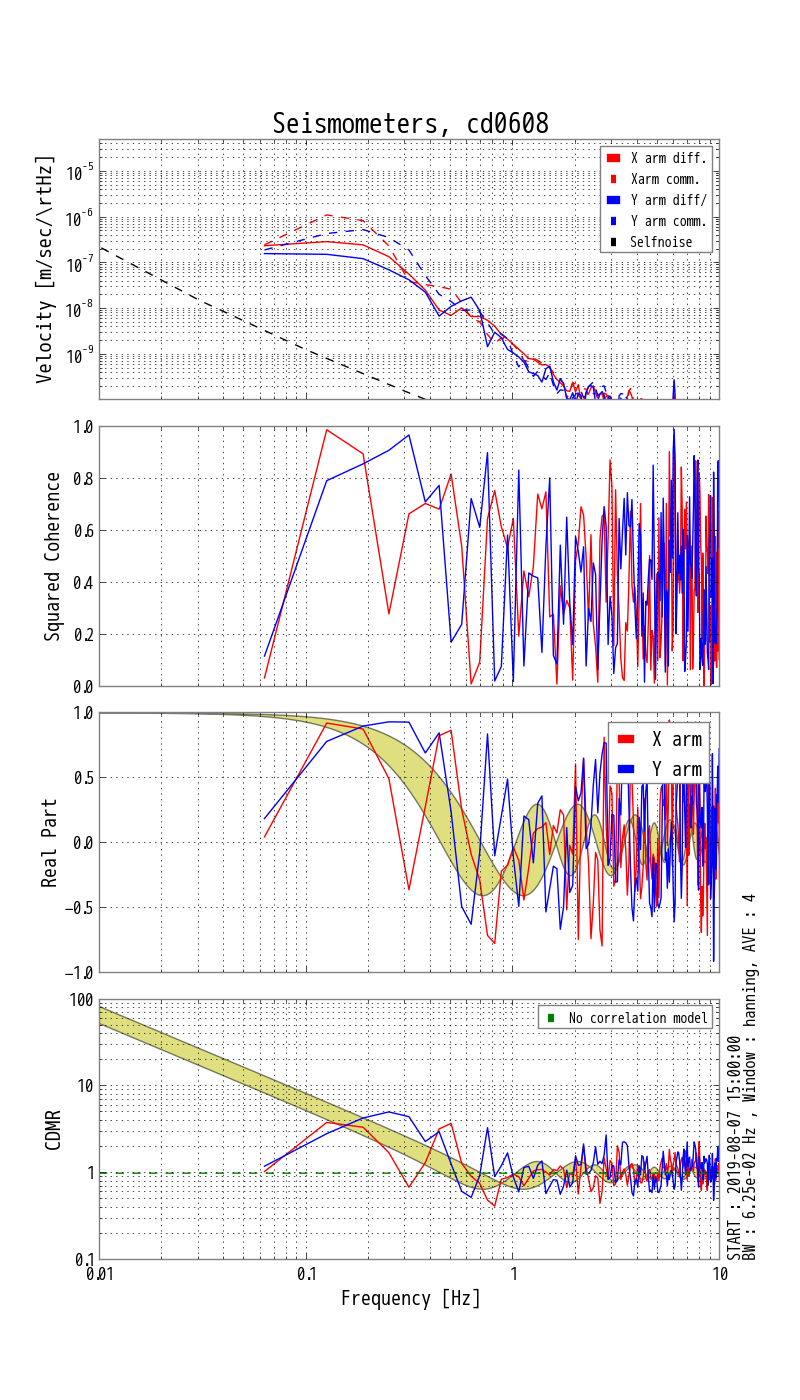 Seismometers, cd0608
Velocity [m/sec/\rtHz]
10^-5
10^-6
10^-7
10^-8
10^-9
X arm diff.
Xarm comm.
Y arm diff/
Y arm comm.
Selfnoise
Squared Coherence
1.0
0.8
0.6
0.4
0.2
0.0
Real Part
1.0
0.5
0.0
−0.5
−1.0
X arm
Y arm
CDMR
100
10
1
0.1
No correlation model
0.01
0.1
1
10
Frequency [Hz]
START : 2019-08-07 15:00:00
BW : 6.25e-02 Hz , Window : hanning, AVE : 4